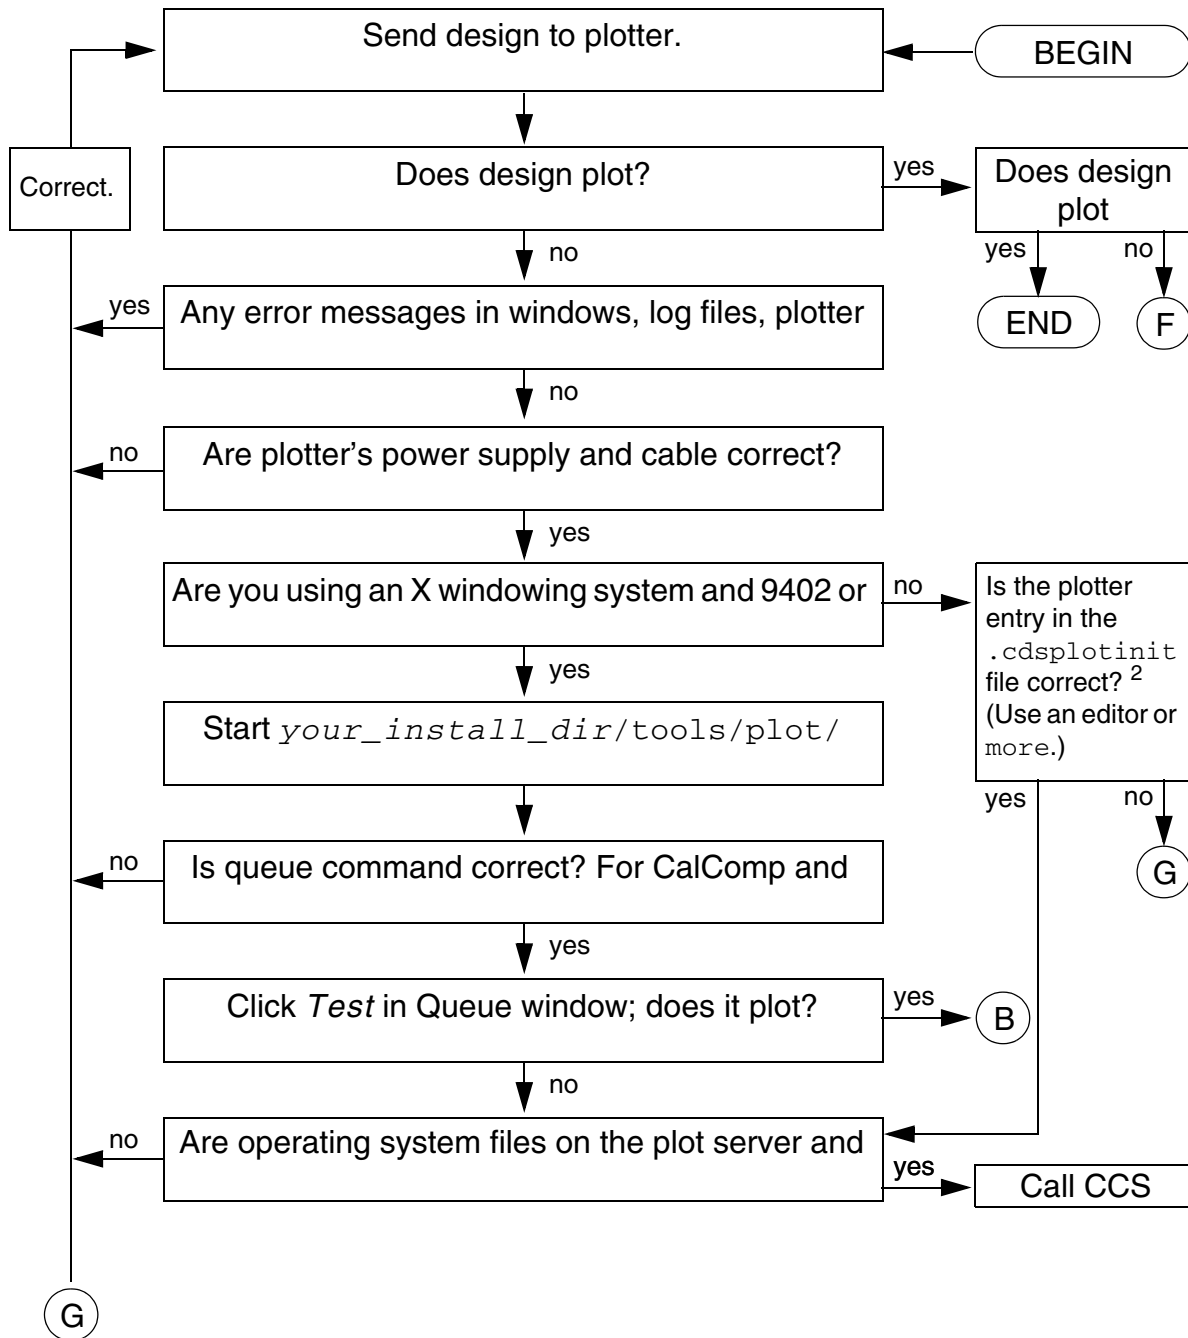 Send design to plotter.
BEGIN
Correct.
Does design plot?
yes
Does design
plot
no
yes
no
yes
Any error messages in windows, log files, plotter
END
F
no
no
Are plotter's power supply and cable correct?
yes
Are you using an X windowing system and 9402 or
no
Is the plotter
entry in the
.cdsplotinit
file correct? 2
(Use an editor or
more.)
yes
Start your_install_dir/tools/plot/
yes
no
no
Is queue command correct? For CalComp and
G
yes
Click Test in Queue window; does it plot?
yes
B
no
no
Are operating system files on the plot server and
yes
Call CCS
G